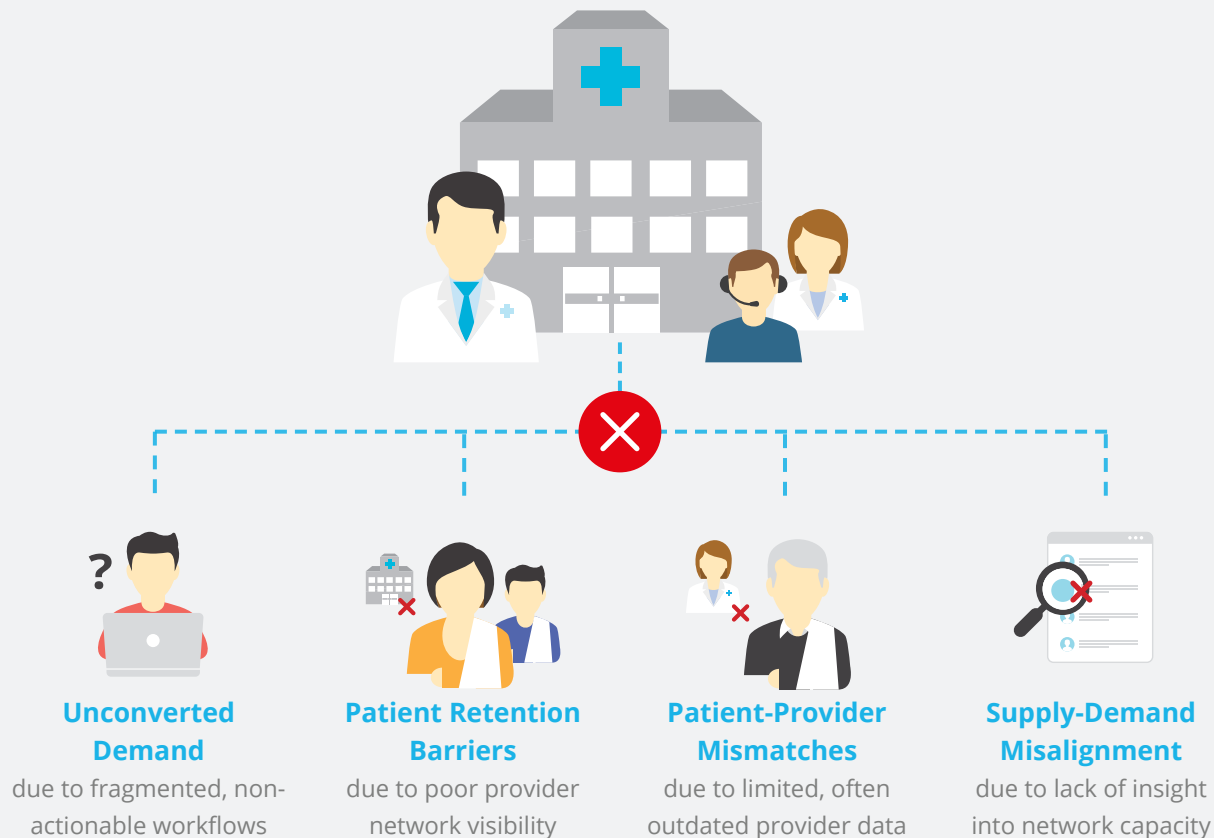 ?
Unconverted
Demand
due to fragmented, non-
actionable workflows
Patient Retention
Barriers
due to poor provider
network visibility
Patient-Provider
Mismatches
due to limited, often
outdated provider data
Supply-Demand
Misalignment
due to lack of insight
into network capacity